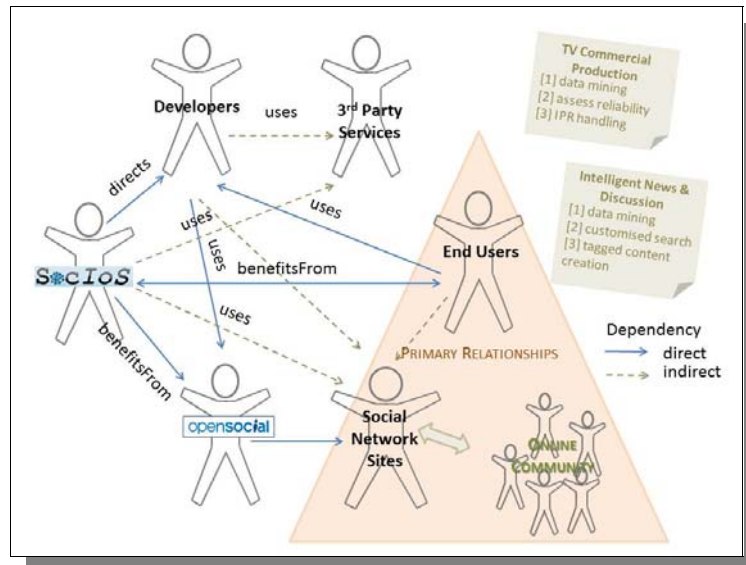 TV Commercial
Production
[1] data mining
[2] assess reliability
[3] IPR handling
Developers
uses
3rd Party
Services
directs
Intelligent News &
Discussion
[1] data mining
[2] customised search
[3] tagged content
creation
uses
uses
uses
End Users
SocIoS
benefitsFrom
uses
benefitsFrom
Dependency
direct
indirect
PRIMARY RELATIONSHIPS
opensocial
Social
Network
Sites
ONLINE
COMMUNITY